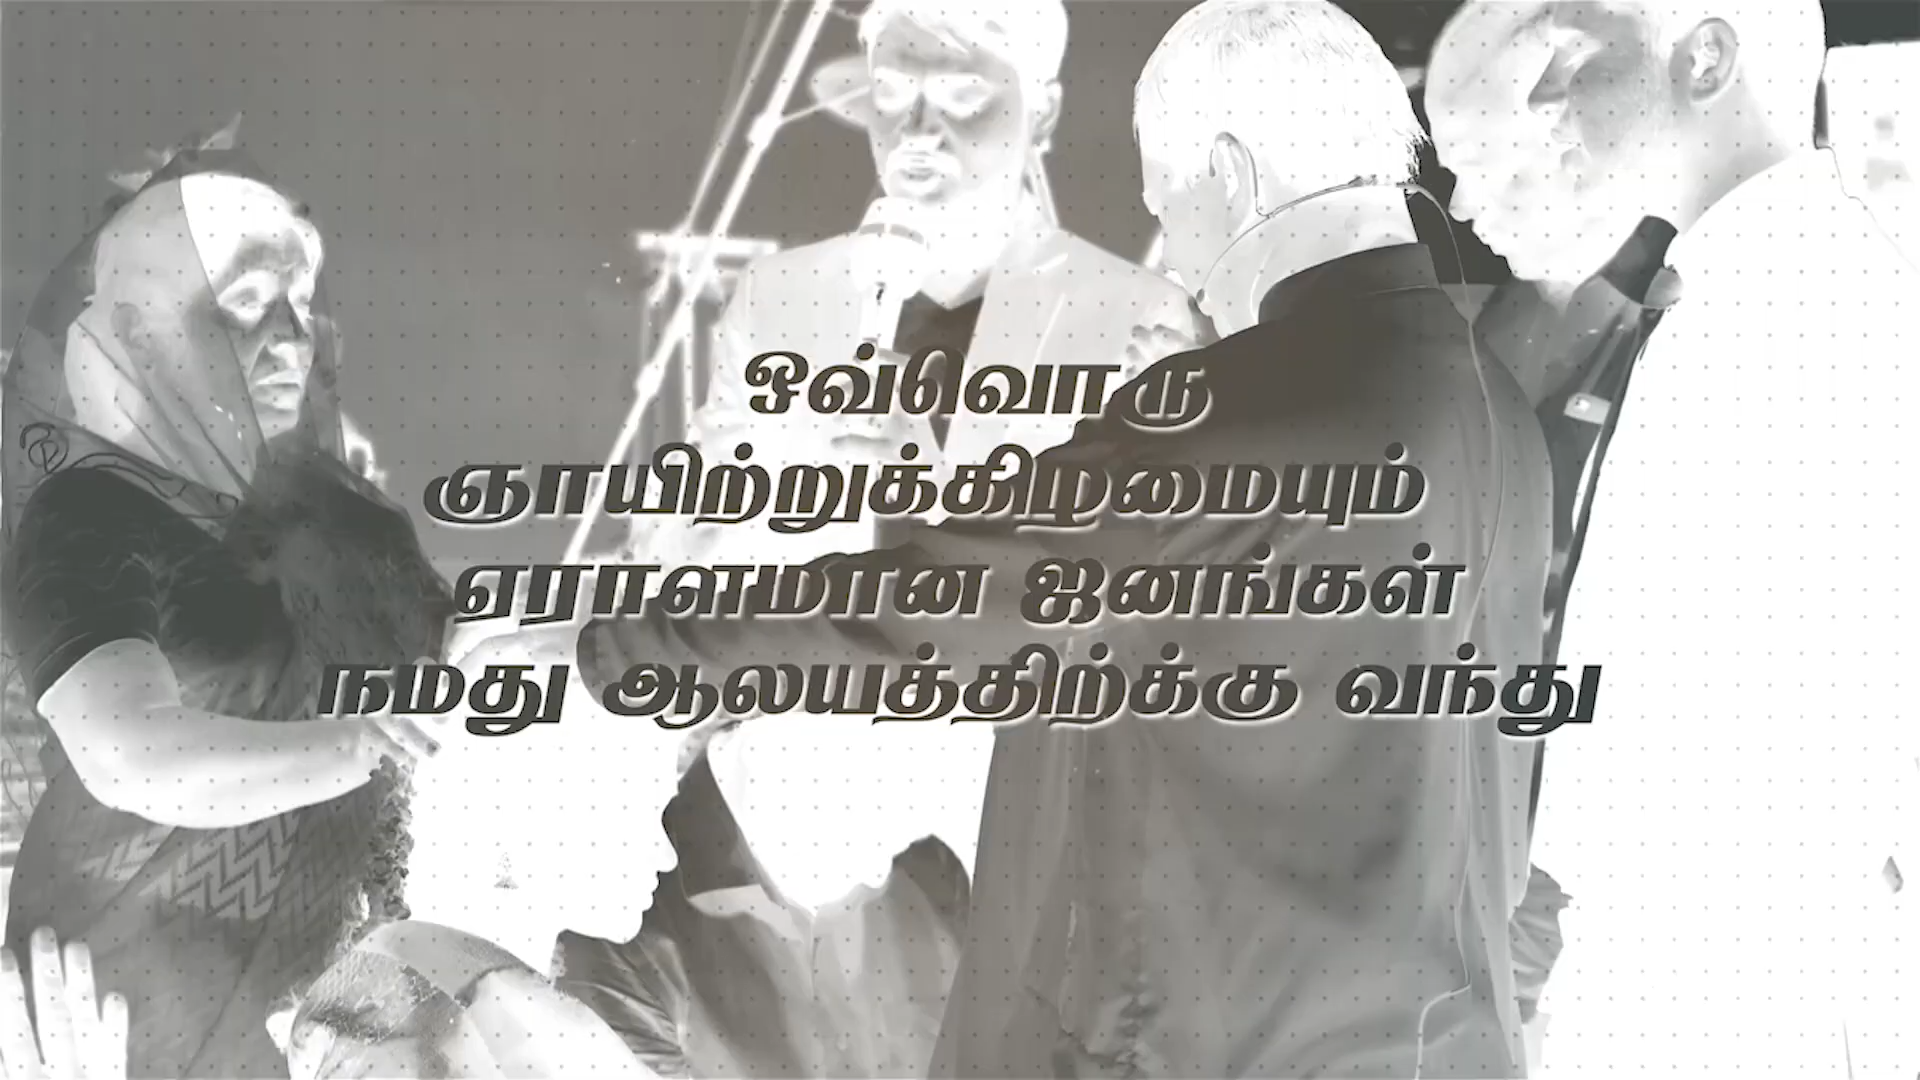 ஒவ்வொரு
ஞாயிற்றுக்கிழமையும்
ஏராளமான ஜனங்கள்
நமது ஆலயத்திற்க்கு வந்து